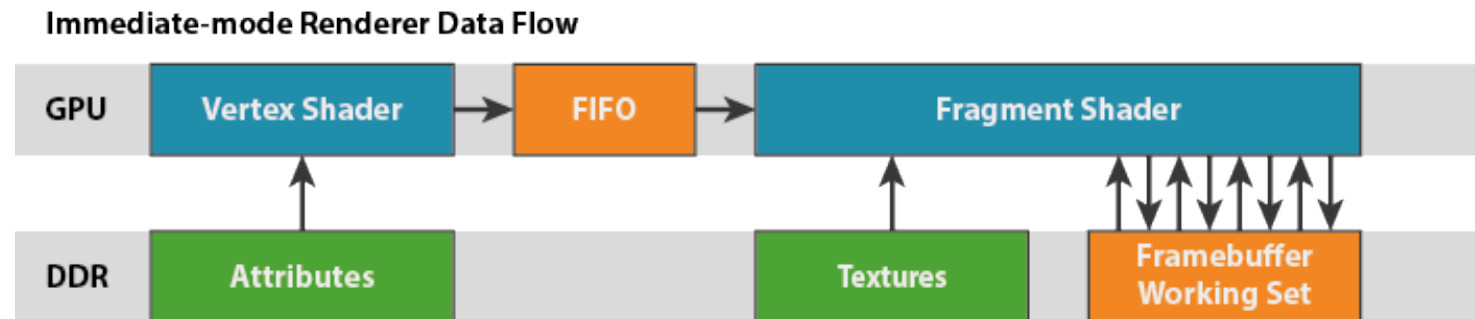 Immediate-mode Renderer Data Flow
GPU
Vertex Shader
FIFO
Fragment Shader
DDR
Attributes
Textures
Framebuffer
Working Set